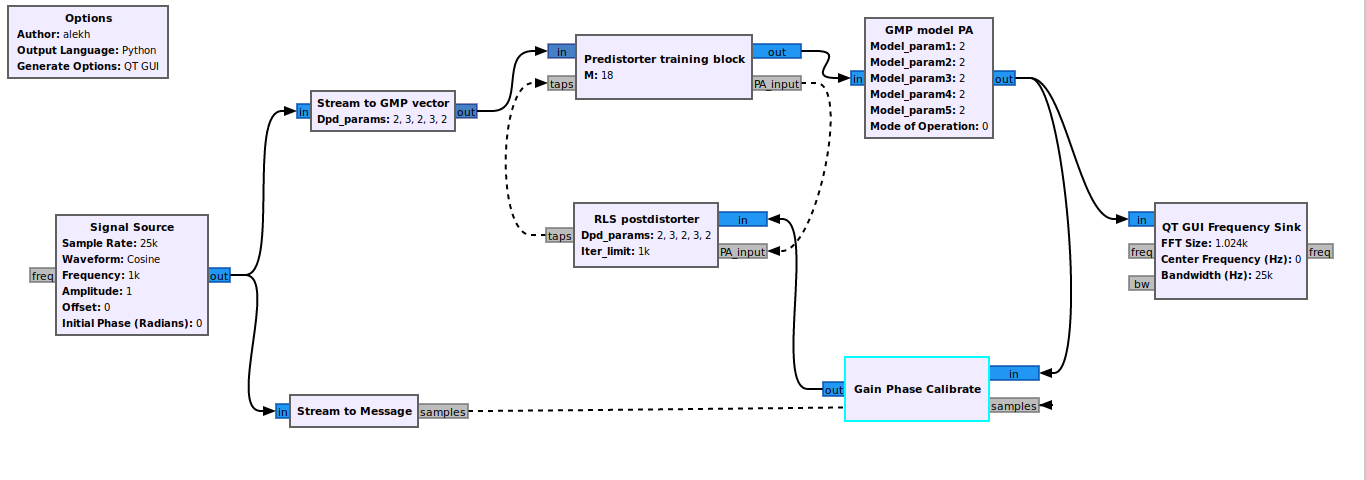 Options
Author: alekh
Output Language: Python
Generate Options: QT GUI
in
Predistorter training block
M: 18
taps
out
PA_input
GMP model PA
Model_param1: 2
Model_param2: 2
Model_param3: 2
Model_param4: 2
Model_param5: 2
Mode of Operation: 0
in
out
in
Stream to GMP vector
Dpd_params: 2, 3, 2, 3, 2
out
Signal Source
Sample Rate: 25k
Waveform: Cosine
Frequency: 1k
Amplitude: 1
Offset: 0
Initial Phase (Radians): 0
freq
out
taps
RLS postdistorter
Dpd_params: 2, 3, 2, 3, 2
Iter_limit: 1k
in
PA_input
in
freq
bw
QT GUI Frequency Sink
FFT Size: 1.024k
Center Frequency (Hz): 0
Bandwidth (Hz): 25k
freq
in
Stream to Message
samples
out
Gain Phase Calibrate
in
samples